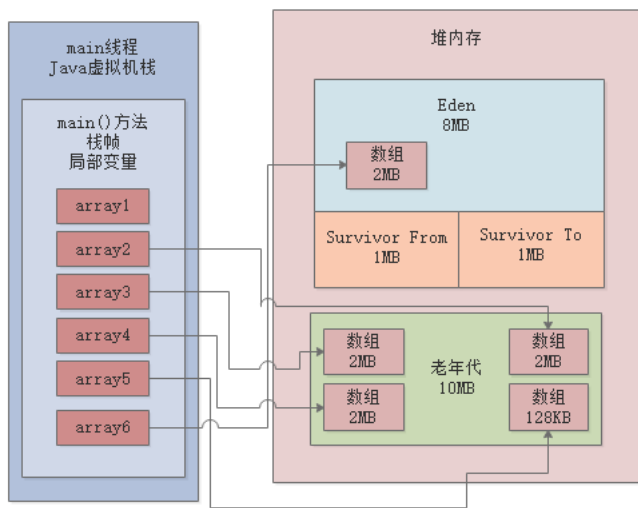 main线程
Java虚拟机栈
main()方法
栈帧
局部变量
array1
array2
array3
array4
array5
array6
堆内存
Eden
8MB
数组
2MB
Survivor From
1MB
Survivor To
1MB
老年代
10MB
数组
2MB
数组
2MB
数组
2MB
数组
128KB